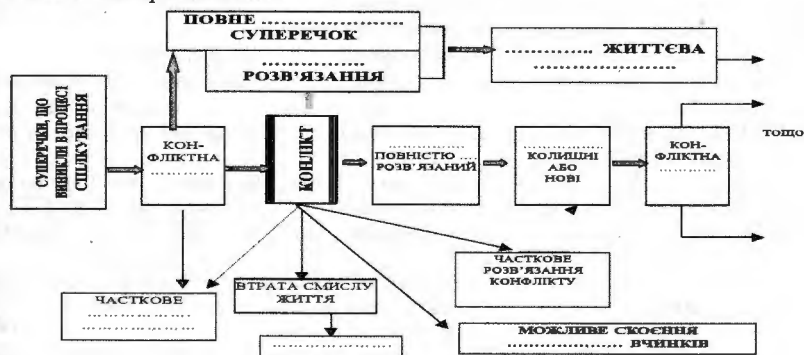 ПОВНЕ ......................
СУПЕРЕЧОК
...................
РОЗВ'ЯЗАННЯ
.............. ЖИТТЄВА
.....................
СУПЕРЕЧКИ, ЩО
ВИНИКЛИ В ПРОЦЕСІ
СПІЛКУВАННЯ
КОН-
ФЛІКТНА
...............
КОНЛІКТ
.....................
ПОВНІСТЮ ....
РОЗВ'ЯЗАНИЙ
....................
КОЛИШНІ
АБО
НОВІ
КОН-
ФЛІКТНА
...............
ТОЩО
ЧАСТКОВЕ
..................
..................
ВТРАТА СМИСЛУ
ЖИТТЯ
......................
ЧАСТКОВЕ
РОЗВ'ЯЗАННЯ
КОНФЛІКТУ
МОЖЛИВЕ СКОЄННЯ
...................... ВЧИНКІВ